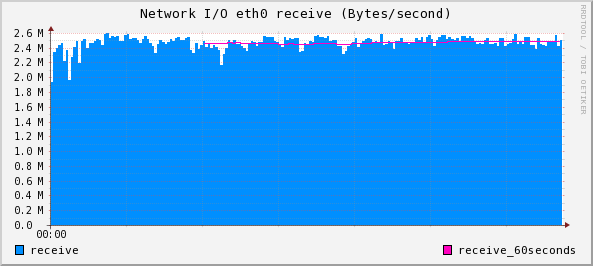 Network I/O eth0 receive (Bytes/second)
RRDTOOL / TOBI OETIKER
2.6 M
2.4 M
2.2 M
2.0 M
1.8 M
1.6 M
1.4 M
1.2 M
1.0 M
0.8 M
0.6 M
0.4 M
0.2 M
0.0
00:00
receive
receive_60seconds